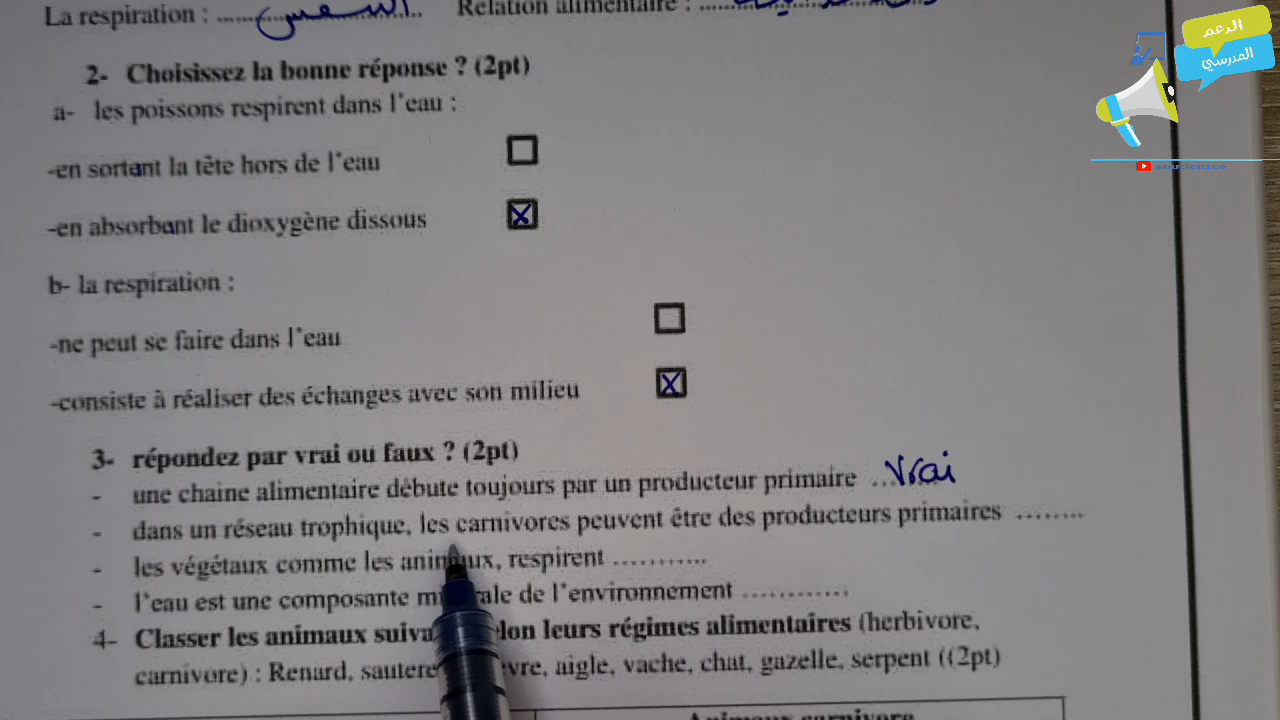 La respiration : .................................. Relation alimentaire : ..................
2- Choisissez la bonne réponse ? (2pt)
a- les poissons respirent dans l'eau :
-en sortant la tête hors de l'eau
-en absorbant le dioxygène dissous
b- la respiration :
-ne peut se faire dans l'eau
-consiste à réaliser des échanges avec son milieu
3- répondez par vrai ou faux ? (2pt)
- une chaine alimentaire débute toujours par un producteur primaire ...Vrai
- dans un réseau trophique, les carnivores peuvent être des producteurs primaires ........
- les végétaux comme les animaux, respirent ...........
- l'eau est une composante minérale de l'environnement ............
4- Classer les animaux selon leurs régimes alimentaires (herbivore,
carnivore) : Renard, aigle, vache, chat, gazelle, serpent ((2pt)
Animaux carnivore
الدعم
المدرسي
soutienseo